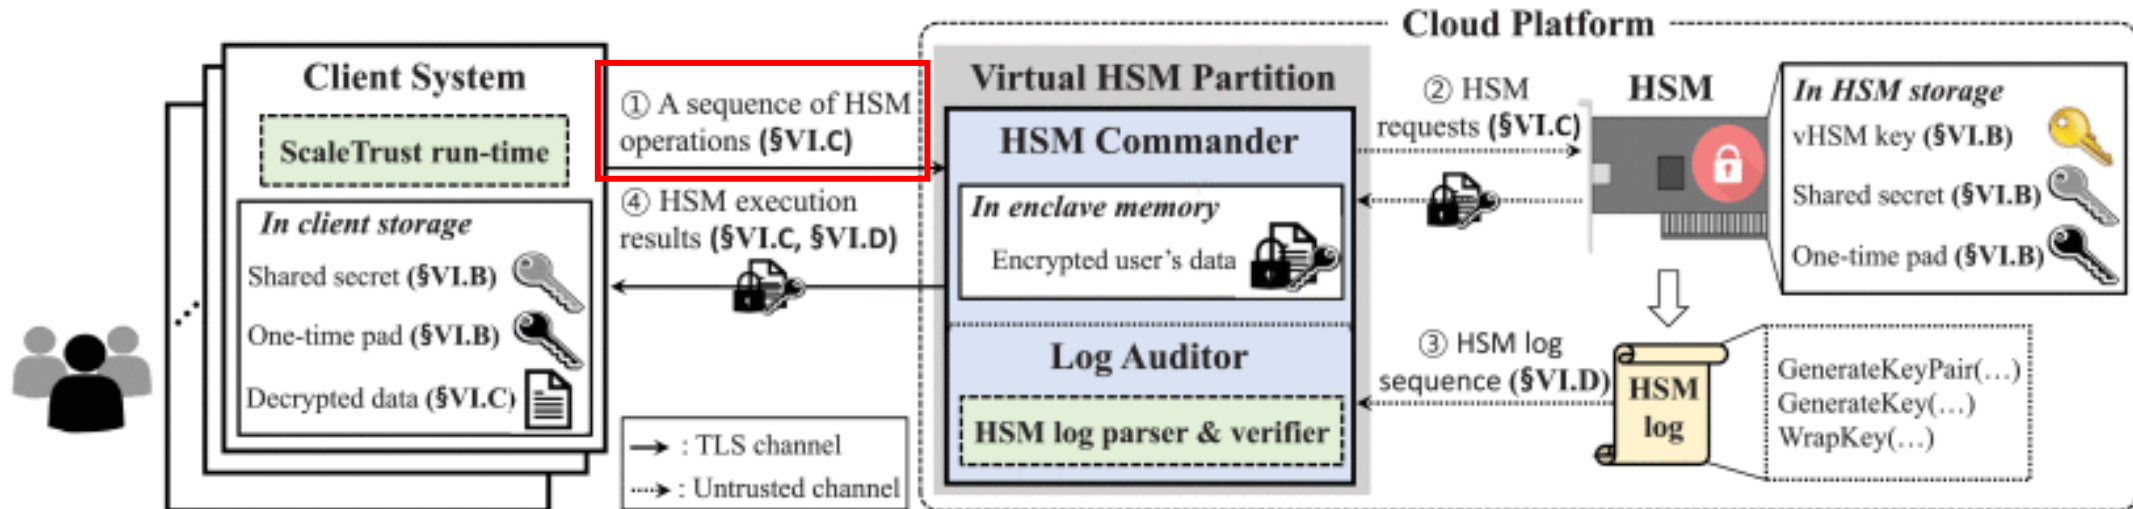 Cloud Platform
Client System
ScaleTrust run-time
In client storage
Shared secret (§VI.B)
One-time pad (§VI.B)
Decrypted data (§VI.C)
① A sequence of HSM
operations (§VI.C)
④ HSM execution
results (§VI.C, §VI.D)
→ : TLS channel
⇢ : Untrusted channel
Virtual HSM Partition
HSM Commander
In enclave memory
Encrypted user's data
Log Auditor
HSM log parser & verifier
② HSM
requests (§VI.C)
③ HSM log
sequence (§VI.D)
HSM
In HSM storage
vHSM key (§VI.B)
Shared secret (§VI.B)
One-time pad (§VI.B)
HSM
log
GenerateKeyPair(…)
GenerateKey(…)
WrapKey(…)